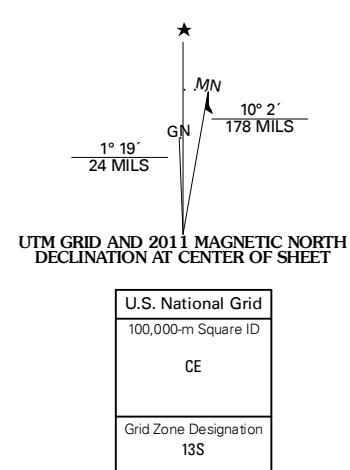 MN
GN
10° 2´
178 MILS
1° 19´
24 MILS
UTM GRID AND 2011 MAGNETIC NORTH
DECLINATION AT CENTER OF SHEET
U.S. National Grid
100,000-m Square ID
CE
Grid Zone Designation
13S